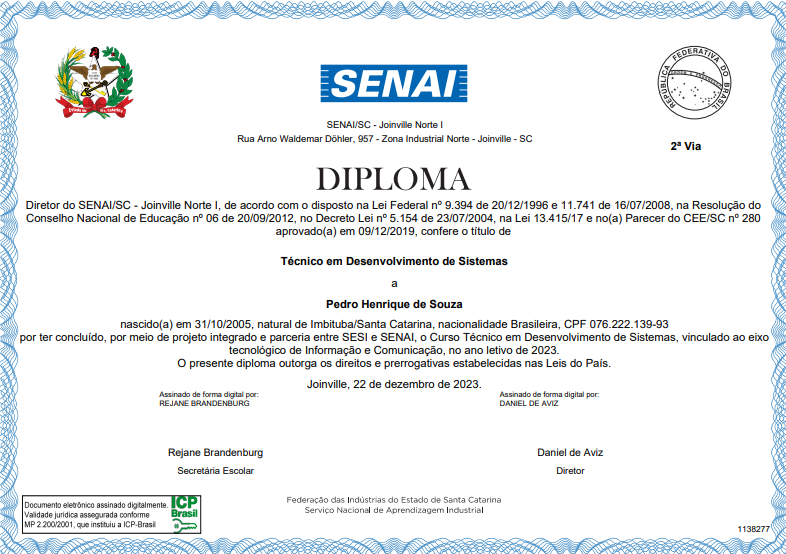 SENAI
REPÚBLICA FEDERATIVA DO BRASIL
SENAI/SC - Joinville Norte I
Rua Arno Waldemar Döhler, 957 - Zona Industrial Norte - Joinville - SC
2ª Via
DIPLOMA
Diretor do SENAI/SC - Joinville Norte I, de acordo com o disposto na Lei Federal nº 9.394 de 20/12/1996 e 11.741 de 16/07/2008, na Resolução do
Conselho Nacional de Educação nº 06 de 20/09/2012, no Decreto Lei nº 5.154 de 23/07/2004, na Lei 13.415/17 e no(a) Parecer do CEE/SC nº 280
aprovado(a) em 09/12/2019, confere o título de
Técnico em Desenvolvimento de Sistemas
a
Pedro Henrique de Souza
nascido(a) em 31/10/2005, natural de Imbituba/Santa Catarina, nacionalidade Brasileira, CPF 076.222.139-93
por ter concluído, por meio de projeto integrado e parceria entre SESI e SENAI, o Curso Técnico em Desenvolvimento de Sistemas, vinculado ao eixo
tecnológico de Informação e Comunicação, no ano letivo de 2023.
O presente diploma outorga os direitos e prerrogativas estabelecidas nas Leis do País.
Joinville, 22 de dezembro de 2023.
Assinado de forma digital por:
REJANE BRANDENBURG
Assinado de forma digital por:
DANIEL DE AVIZ
Rejane Brandenburg
Secretária Escolar
Daniel de Aviz
Diretor
Documento eletrônico assinado digitalmente.
Validade jurídica assegurada conforme
MP 2.200/2001, que instituiu a ICP-Brasil
ICP
Brasil
Federação das Indústrias do Estado de Santa Catarina
Serviço Nacional de Aprendizagem Industrial
1138277